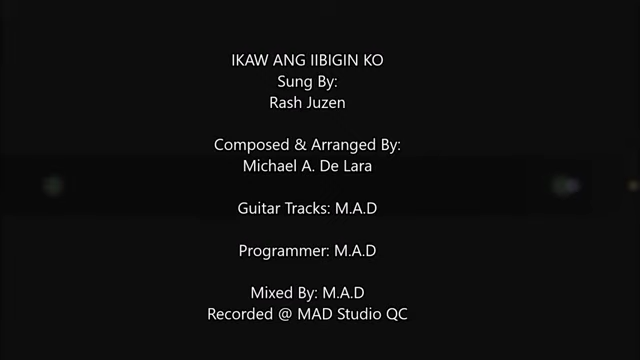 IKAW ANG IIBIGIN KO
Sung By:
Rash Juzen
Composed & Arranged By:
Michael A. De Lara
Guitar Tracks: M.A.D
Programmer: M.A.D
Mixed By: M.A.D
Recorded @ MAD Studio QC